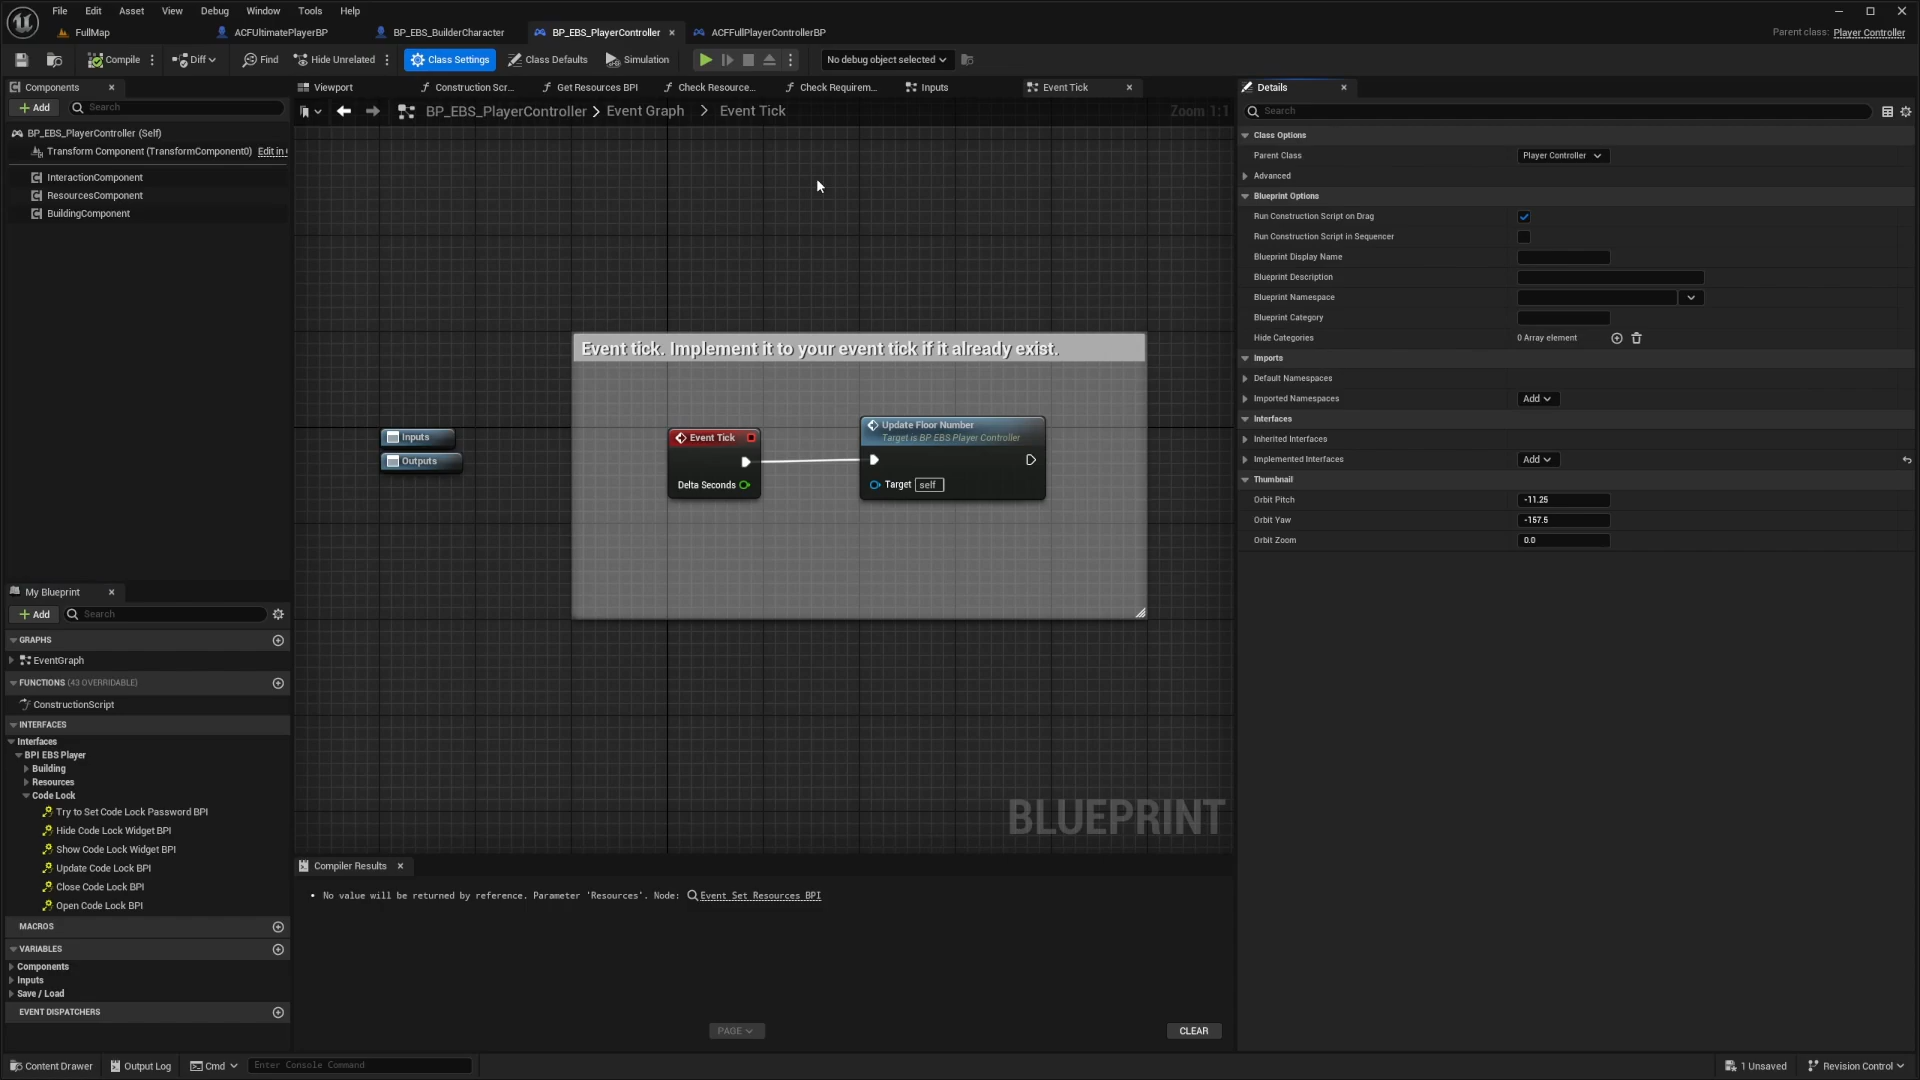 File Edit Asset View Debug Window Tools Help
FullMap ACFUltimatePlayerBP BP_EBS_BuilderCharacter BP_EBS_PlayerController ACFFullPlayerControllerBP
Parent class: Player Controller
Compile Diff Find Hide Unrelated Class Settings Class Defaults Simulation No debug object selected
Components
Add Search
BP_EBS_PlayerController (Self)
Transform Component (TransformComponent0) Edit in
InteractionComponent
ResourcesComponent
BuildingComponent
My Blueprint
Add Search
GRAPHS
EventGraph
FUNCTIONS (43 OVERRIDABLE)
ConstructionScript
INTERFACES
Interfaces
BPI EBS Player
Building
Resources
Code Lock
Try to Set Code Lock Password BPI
Hide Code Lock Widget BPI
Show Code Lock Widget BPI
Update Code Lock BPI
Close Code Lock BPI
Open Code Lock BPI
MACROS
VARIABLES
Components
Inputs
Save / Load
EVENT DISPATCHERS
Viewport Construction Scr... Get Resources BPI Check Resource... Check Requirem... Inputs Event Tick
BP_EBS_PlayerController > Event Graph > Event Tick
Zoom 1:1
Event tick. Implement it to your event tick if it already exist.
Inputs
Outputs
Event Tick
Delta Seconds
Update Floor Number
Target is BP EBS Player Controller
Target self
BLUEPRINT
Compiler Results
• No value will be returned by reference. Parameter 'Resources'. Node: Event Set Resources BPI
PAGE
CLEAR
Details
Search
Class Options
Parent Class Player Controller
Advanced
Blueprint Options
Run Construction Script on Drag
Run Construction Script in Sequencer
Blueprint Display Name
Blueprint Description
Blueprint Namespace
Blueprint Category
Hide Categories 0 Array element
Imports
Default Namespaces
Imported Namespaces Add
Interfaces
Inherited Interfaces
Implemented Interfaces Add
Thumbnail
Orbit Pitch -11.25
Orbit Yaw -157.5
Orbit Zoom 0.0
Content Drawer Output Log Cmd Enter Console Command 1 Unsaved Revision Control